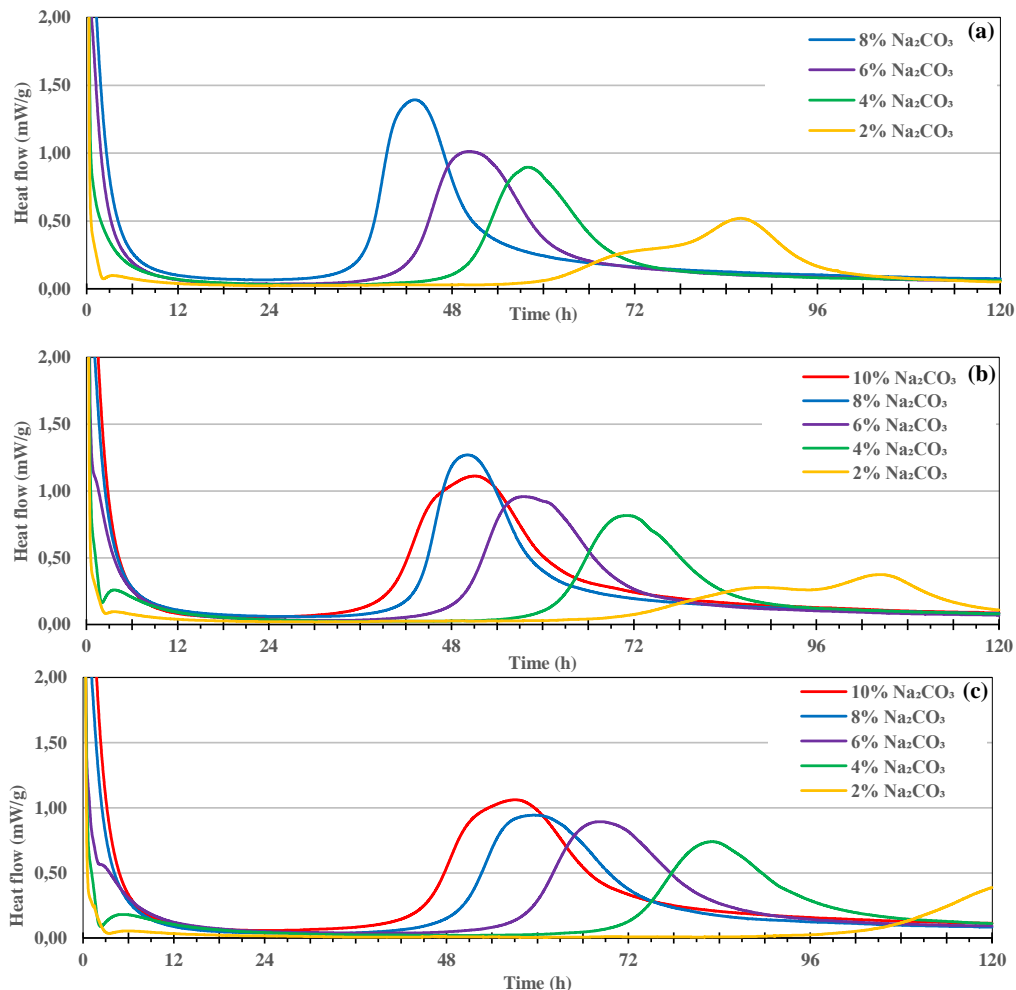 2,00
(a)
8% Na₂CO₃
6% Na₂CO₃
4% Na₂CO₃
2% Na₂CO₃
1,50
1,00
0,50
0,00
Heat flow (mW/g)
0 12 24 48 72 96 120
Time (h)
2,00
(b)
10% Na₂CO₃
8% Na₂CO₃
6% Na₂CO₃
4% Na₂CO₃
2% Na₂CO₃
1,50
1,00
0,50
0,00
Heat flow (mW/g)
0 12 24 48 72 96 120
Time (h)
2,00
(c)
10% Na₂CO₃
8% Na₂CO₃
6% Na₂CO₃
4% Na₂CO₃
2% Na₂CO₃
1,50
1,00
0,50
0,00
Heat flow (mW/g)
0 12 24 48 72 96 120
Time (h)